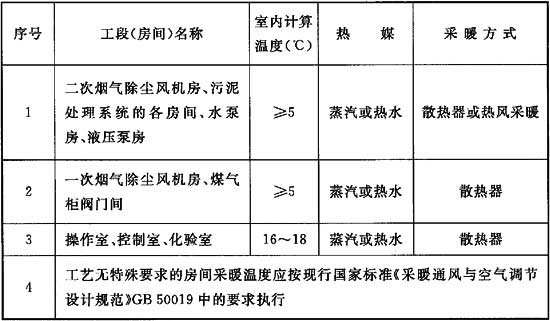 序号 工段(房间)名称 室内计算温度(℃) 热媒 采暖方式
1 二次烟气除尘风机房、污泥
处理系统的各房间、水泵
房、液压泵房 ≥5 蒸汽或热水 散热器或热风采暖
2 一次烟气除尘风机房、煤气
柜阀门间 ≥5 蒸汽或热水 散热器
3 操作室、控制室、化验室 16～18 蒸汽或热水 散热器
4 工艺无特殊要求的房间采暖温度应按现行国家标准《采暖通风与空气调节
设计规范》GB 50019 中的要求执行